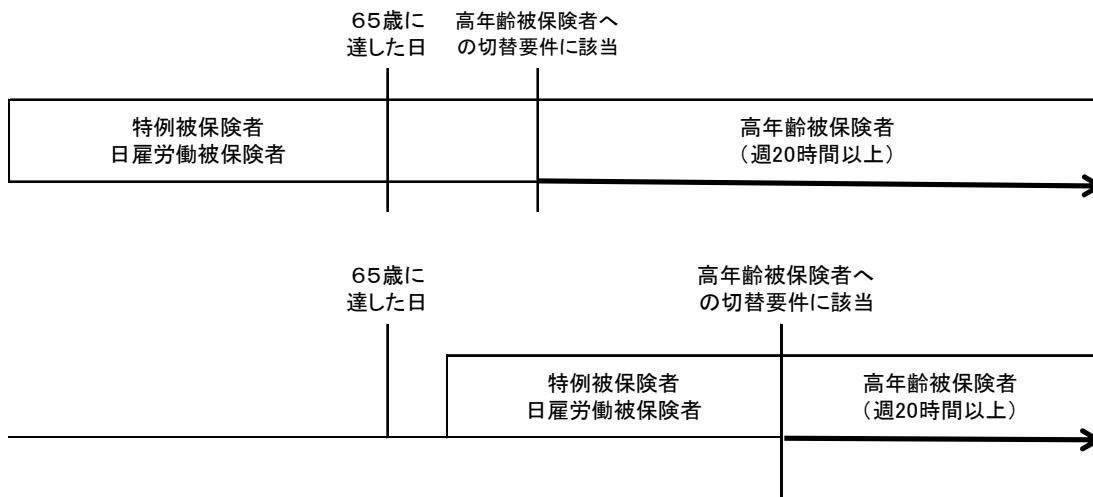 65歳に
達した日
高年齢被保険者へ
の切替要件に該当
特例被保険者
日雇労働被保険者
高年齢被保険者
（週20時間以上）
65歳に
達した日
高年齢被保険者へ
の切替要件に該当
特例被保険者
日雇労働被保険者
高年齢被保険者
（週20時間以上）